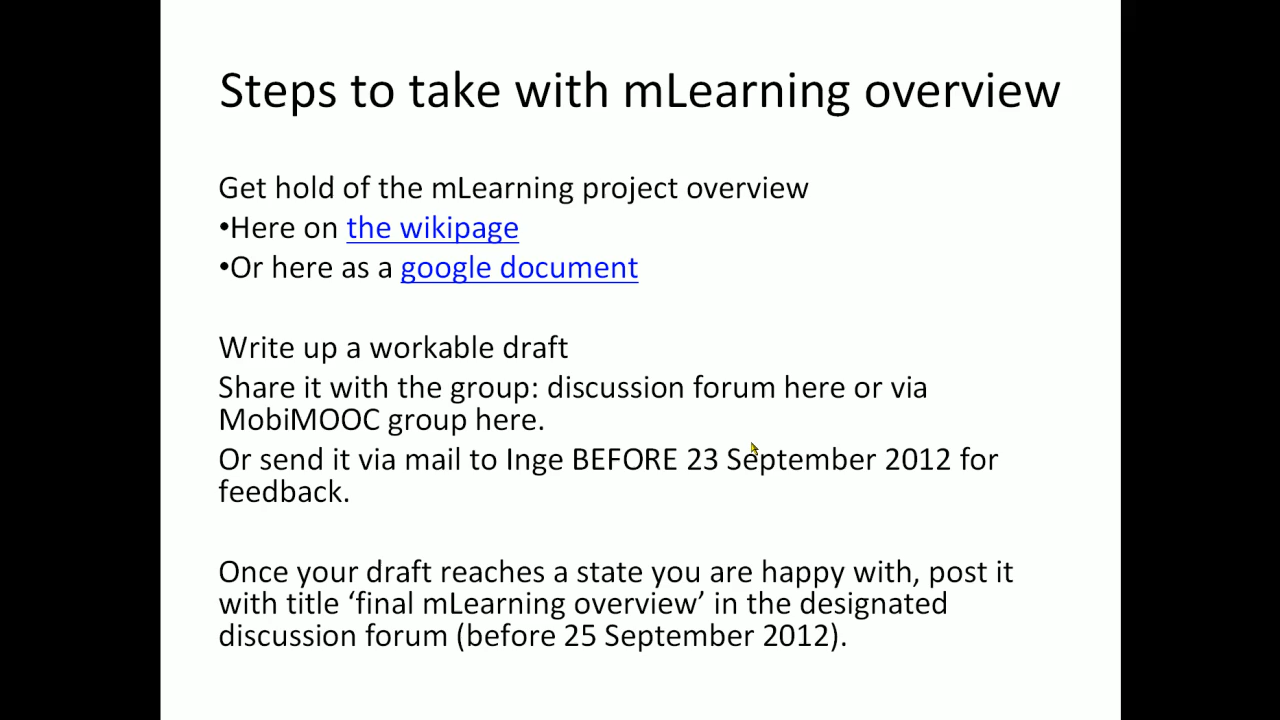 Steps to take with mLearning overview
Get hold of the mLearning project overview
•Here on the wikipage
•Or here as a google document
Write up a workable draft
Share it with the group: discussion forum here or via
MobiMOOC group here.
Or send it via mail to Inge BEFORE 23 September 2012 for
feedback.
Once your draft reaches a state you are happy with, post it
with title ‘final mLearning overview’ in the designated
discussion forum (before 25 September 2012).